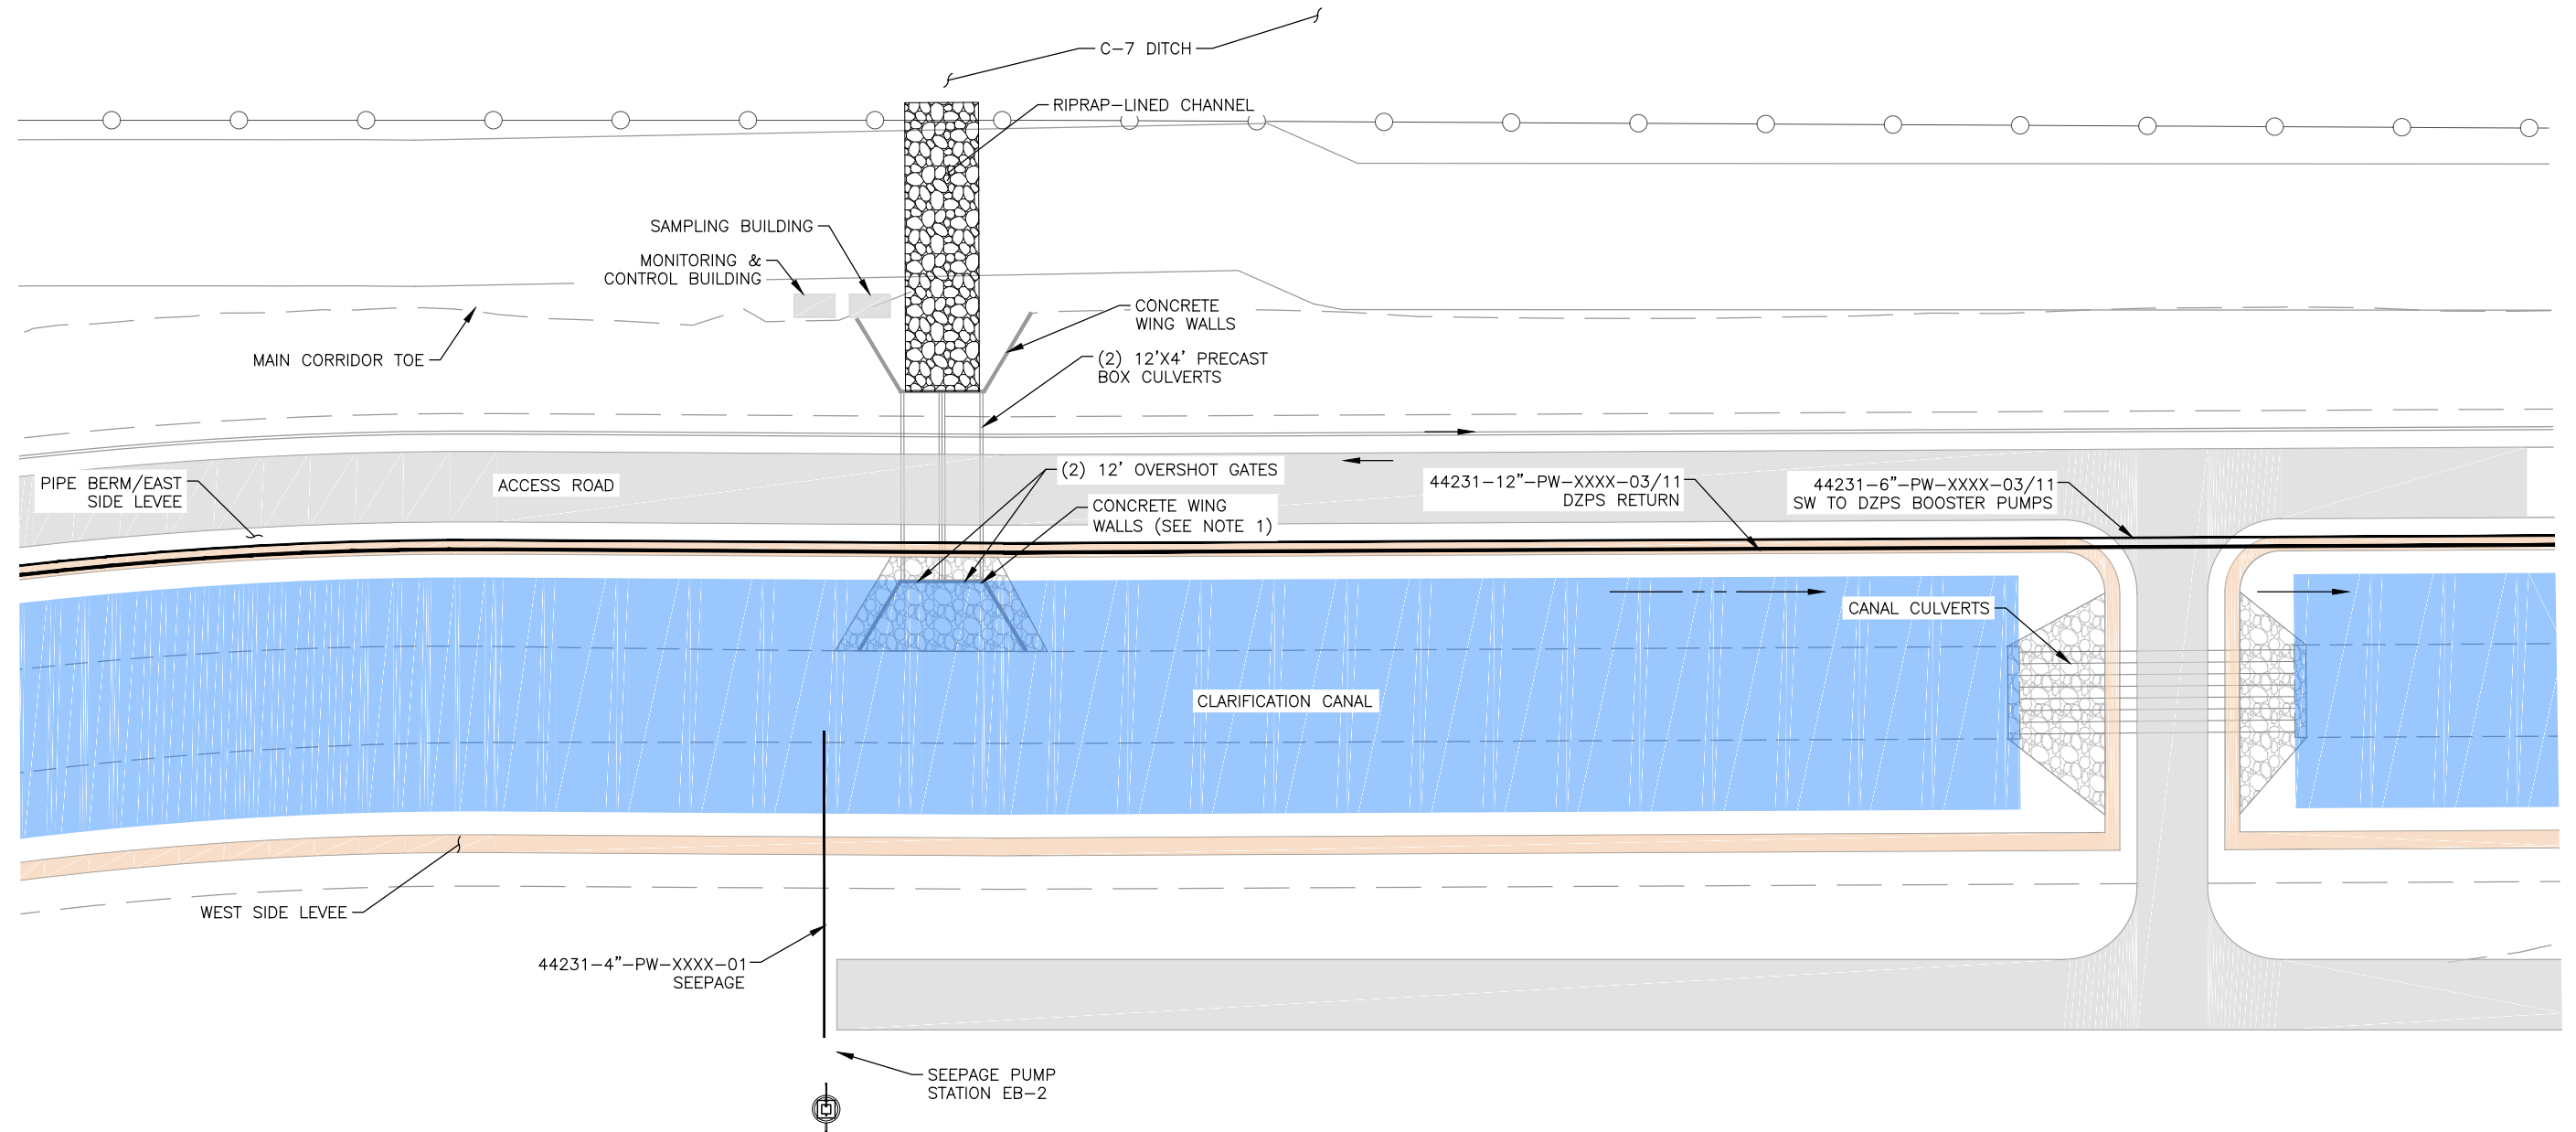 C-7 DITCH
RIPRAP-LINED CHANNEL
SAMPLING BUILDING
MONITORING &
CONTROL BUILDING
CONCRETE
WING WALLS
MAIN CORRIDOR TOE
(2) 12'X4' PRECAST
BOX CULVERTS
PIPE BERM/EAST
SIDE LEVEE
ACCESS ROAD
(2) 12' OVERSHOT GATES
CONCRETE WING
WALLS (SEE NOTE 1)
44231-12"-PW-XXXX-03/11
DZPS RETURN
44231-6"-PW-XXXX-03/11
SW TO DZPS BOOSTER PUMPS
CANAL CULVERTS
CLARIFICATION CANAL
WEST SIDE LEVEE
44231-4"-PW-XXXX-01
SEEPAGE
SEEPAGE PUMP
STATION EB-2